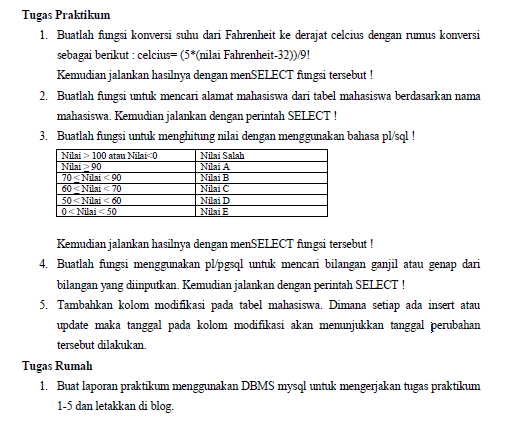 Tugas Praktikum
1. Buatlah fungsi konversi suhu dari Fahrenheit ke derajat celcius dengan rumus konversi
sebagai berikut : celcius= (5*(nilai Fahrenheit-32))/9!
Kemudian jalankan hasilnya dengan menSELECT fungsi tersebut !
2. Buatlah fungsi untuk mencari alamat mahasiswa dari tabel mahasiswa berdasarkan nama
mahasiswa. Kemudian jalankan dengan perintah SELECT !
3. Buatlah fungsi untuk menghitung nilai dengan menggunakan bahasa pl/sql !
Nilai > 100 atau Nilai<0 Nilai Salah
Nilai ≥ 90 Nilai A
70 ≤ Nilai < 90 Nilai B
60 ≤ Nilai < 70 Nilai C
50 ≤ Nilai < 60 Nilai D
0 < Nilai < 50 Nilai E
Kemudian jalankan hasilnya dengan menSELECT fungsi tersebut !
4. Buatlah fungsi menggunakan pl/pgsql untuk mencari bilangan ganjil atau genap dari
bilangan yang diinputkan. Kemudian jalankan dengan perintah SELECT !
5. Tambahkan kolom modifikasi pada tabel mahasiswa. Dimana setiap ada insert atau
update maka tanggal pada kolom modifikasi akan menunjukkan tanggal perubahan
tersebut dilakukan.
Tugas Rumah
1. Buat laporan praktikum menggunakan DBMS mysql untuk mengerjakan tugas praktikum
1-5 dan letakkan di blog.